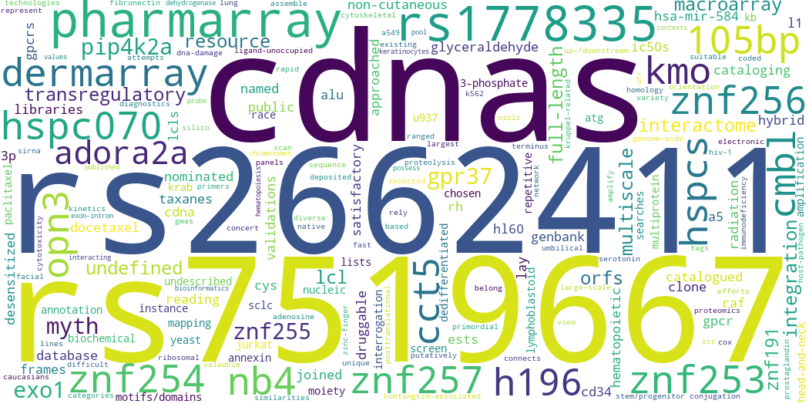 technologies
represent
fibronectin dehydrogenase lung
assemble
non-cutaneous
macroarray
pharmarray
rs1778335
cytoskeletal
hsa-mir-584 kb
l1
gpcrs
pip4k2a
resource
ligand-unoccupied
a549
existing
pool
up-/downstream
contexts
values
dna-damage
attempts
keratinocytes
ic50s
suitable
coded
105bp
dermarray
cdnas
approached
glyceraldehyde
3-phosphate
full-length
kruppel-related
kmo
cataloging
transregulatory
named
alu
rapid
k562
utr
homology
orientation
diagnostics
probe
variety
znf256
libraries
lcls
public
race
u937
nsclc
atg
interactome
hybrid
hspc070
in silico
scan
ranged
largest
genome-wide
electronic
3p
sirna
adora2a
chromosomal
panels
sequence
terminus
hiv-1
published
krab
primers
deposited
proteolysis
network
amplify
paclitaxel
nominated
taxanes
hematopoiesis
validations
satisfactory
possess
selected
gpr37
repetitive
multiscale
searches
hspcs
multiprotein
radiation
cmbl
integration
host-pathogen amplification
rs2662411
opn3
kinetics
cdna
diverse
rely
chosen
a5
immunodeficiency
exon-intron
docetaxel
gwas
native
based
rh
hl60
genbank
tags
cytotoxicity
interacting
concert
fast
umbilical
desensitized
rs7519667
facial
undefined
lcl
lists
cct5
dedifferentiated
lay
serotonin
bioinformatics
undescribed
cys
belong
large-scale
catalogued
efforts
annotation
instance
reading
nucleic
druggable
interrogation
posttranslational
primordial
lymphoblastoid
orfs
hematopoietic
clone
raf
proteomics
myth
mapping
sclc
adenosine
view
gpcr
cox
scc
biochemical
yeast
znf255
zinc-finger
ests
screen
znf191
prostaglandin
head-and-neck
database
jurkat
putatively
lines
frames
ribosomal
annexin
unique
connects
caucasians
difficult
valuable
joined
exo1
znf254
nb4
znf257
h196
cd34
znf253
categories
motifs/domains
similarities
moiety
huntingtin-associated
stem/progenitor conjugation